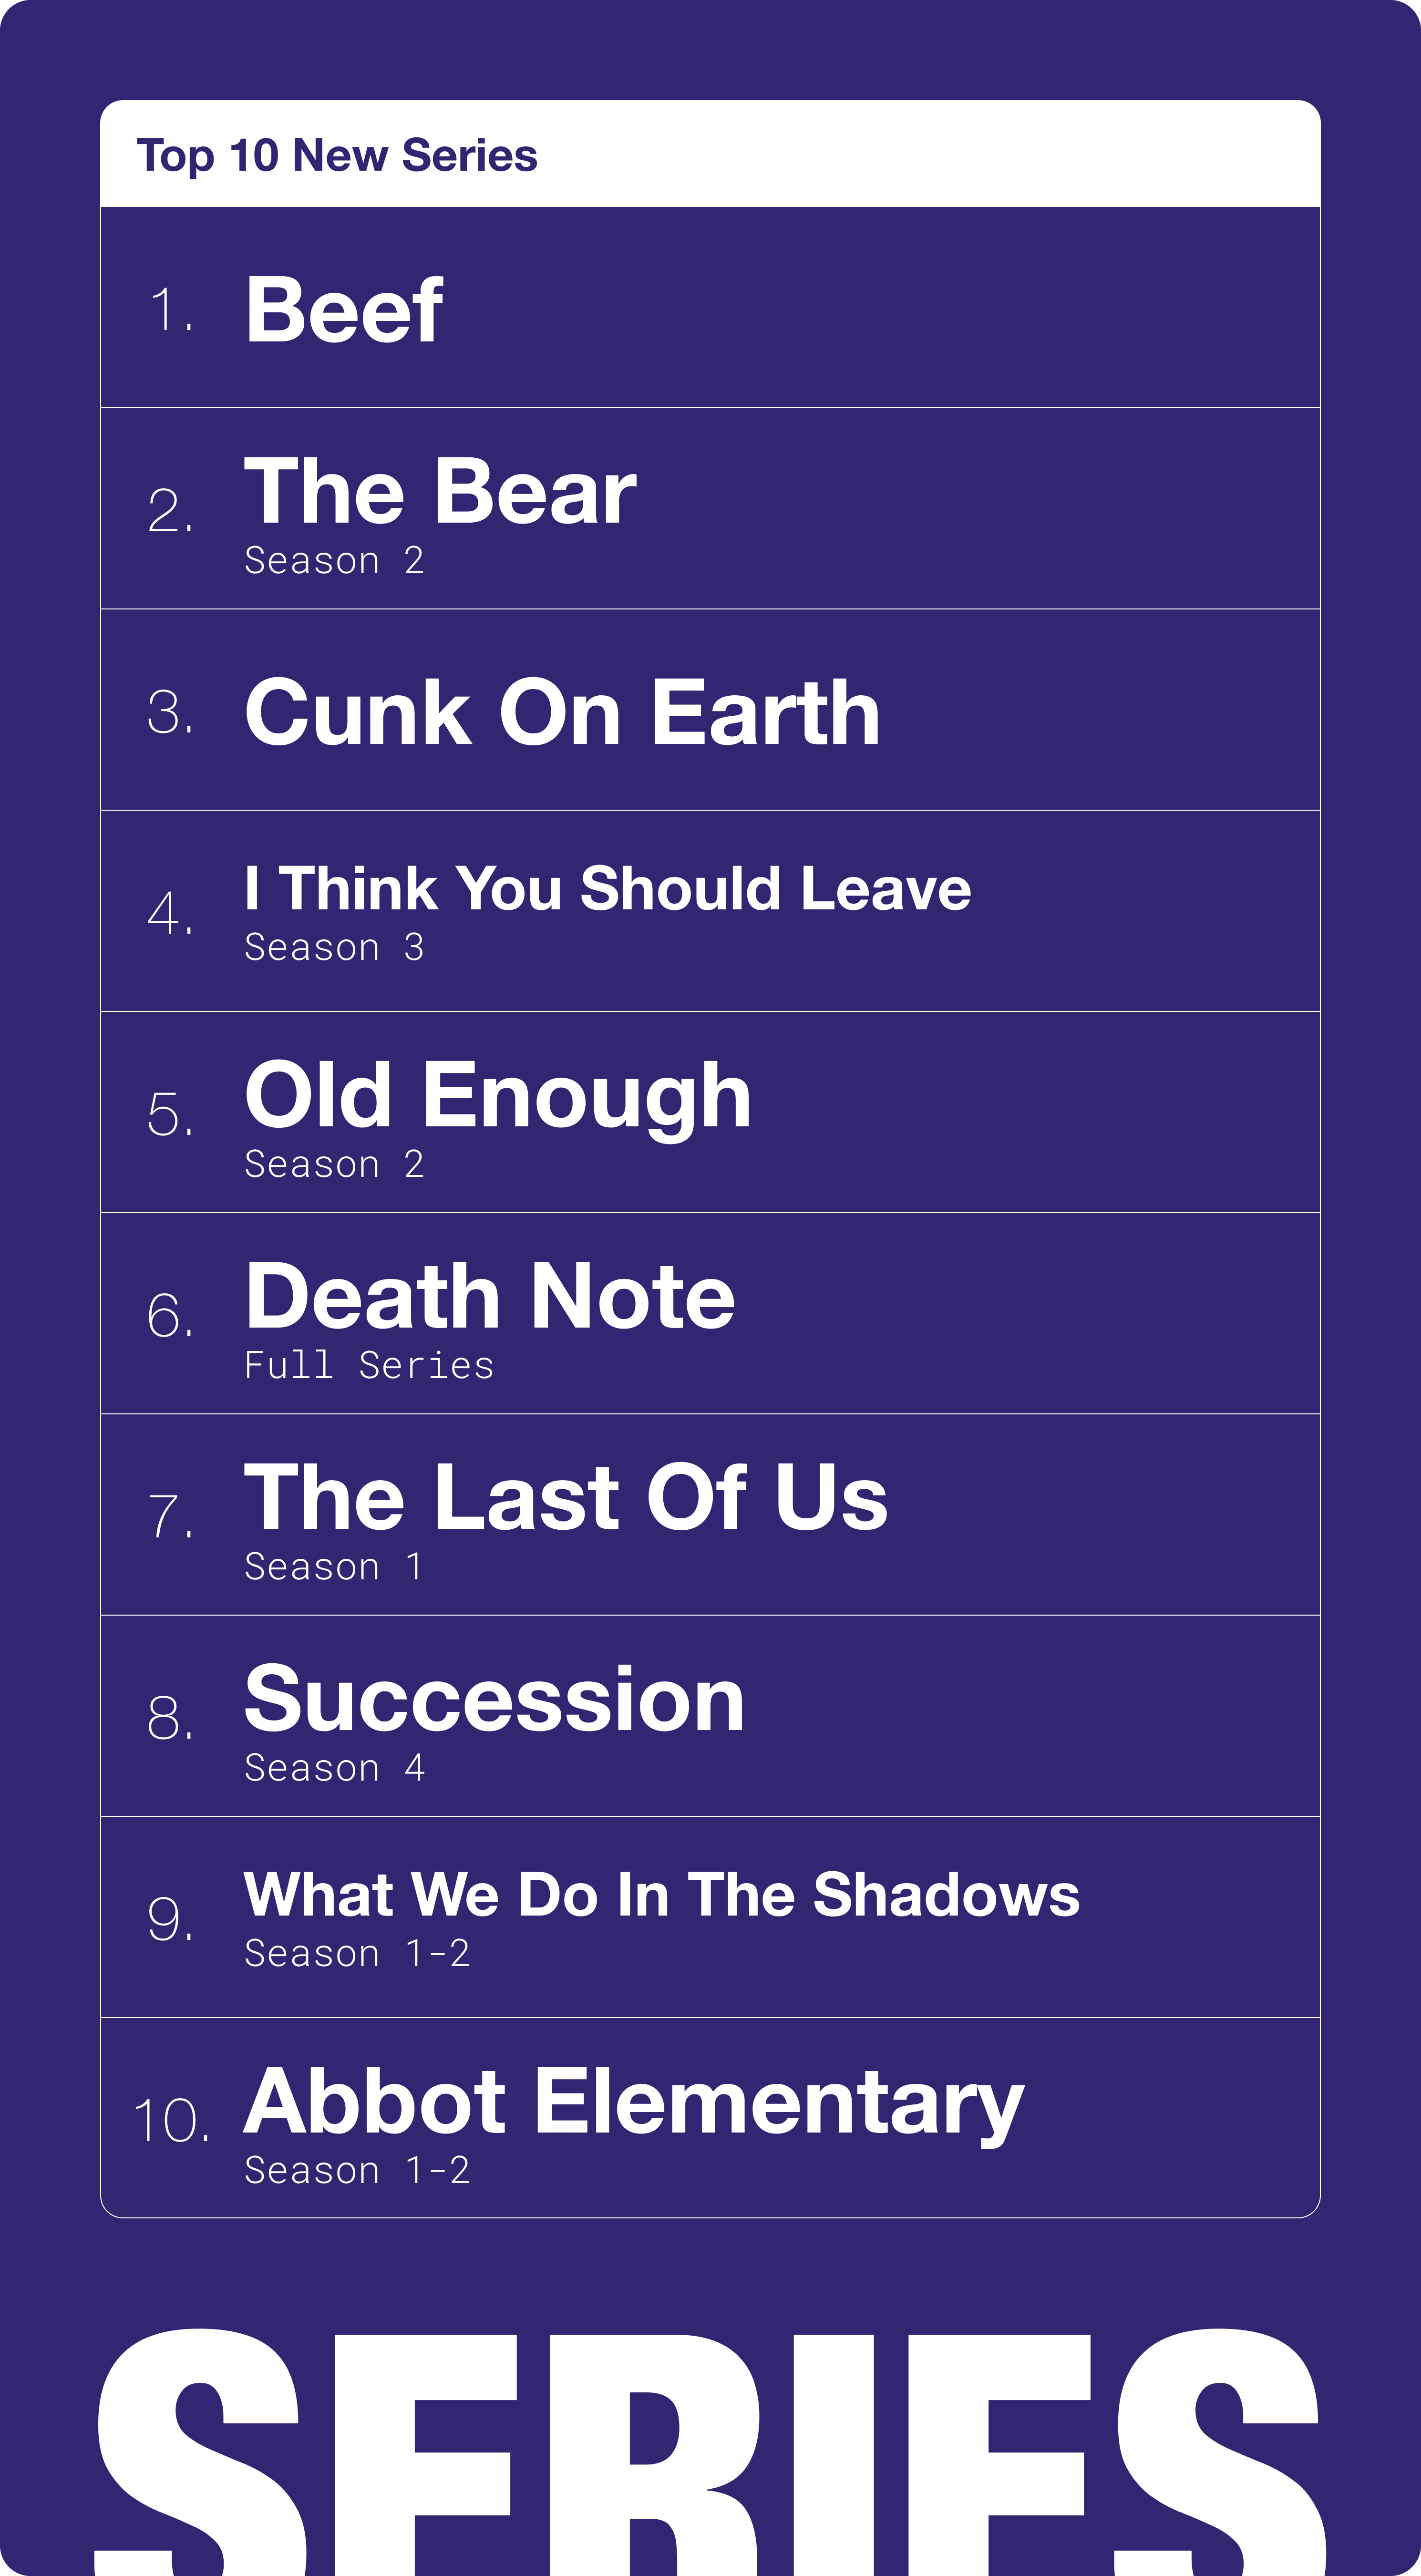 Top 10 New Series
1. Beef
2. The Bear
Season 2
3. Cunk On Earth
4. I Think You Should Leave
Season 3
5. Old Enough
Season 2
6. Death Note
Full Series
7. The Last Of Us
Season 1
8. Succession
Season 4
9. What We Do In The Shadows
Season 1-2
10. Abbot Elementary
Season 1-2
SERIES